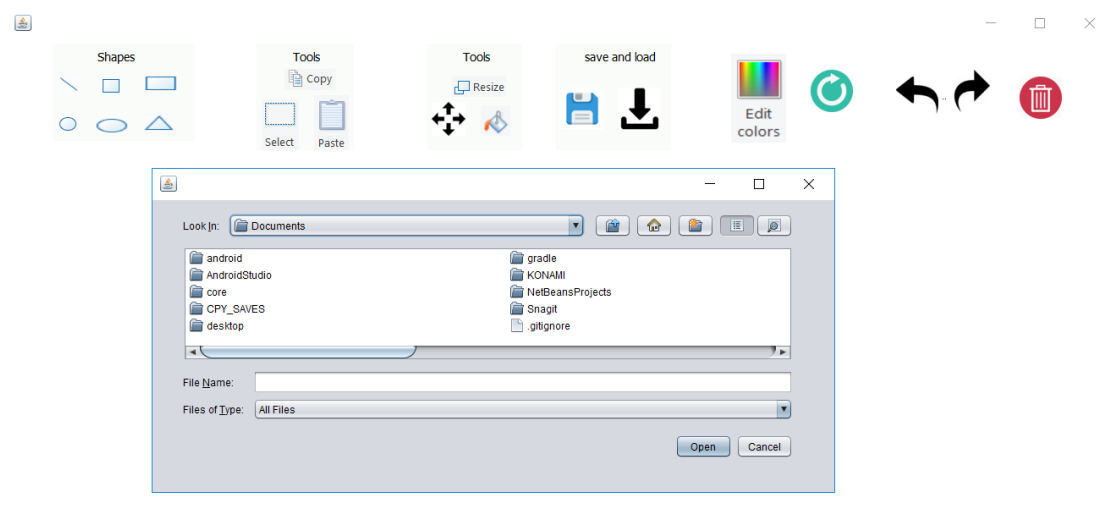 Shapes
Tools
Copy
Select
Paste
Tools
Resize
save and load
Edit
colors
Look In:
Documents
android
AndroidStudio
core
CPY_SAVES
desktop
gradle
KONAMI
NetBeansProjects
Snagit
.gitignore
File Name:
Files of Type:
All Files
Open
Cancel